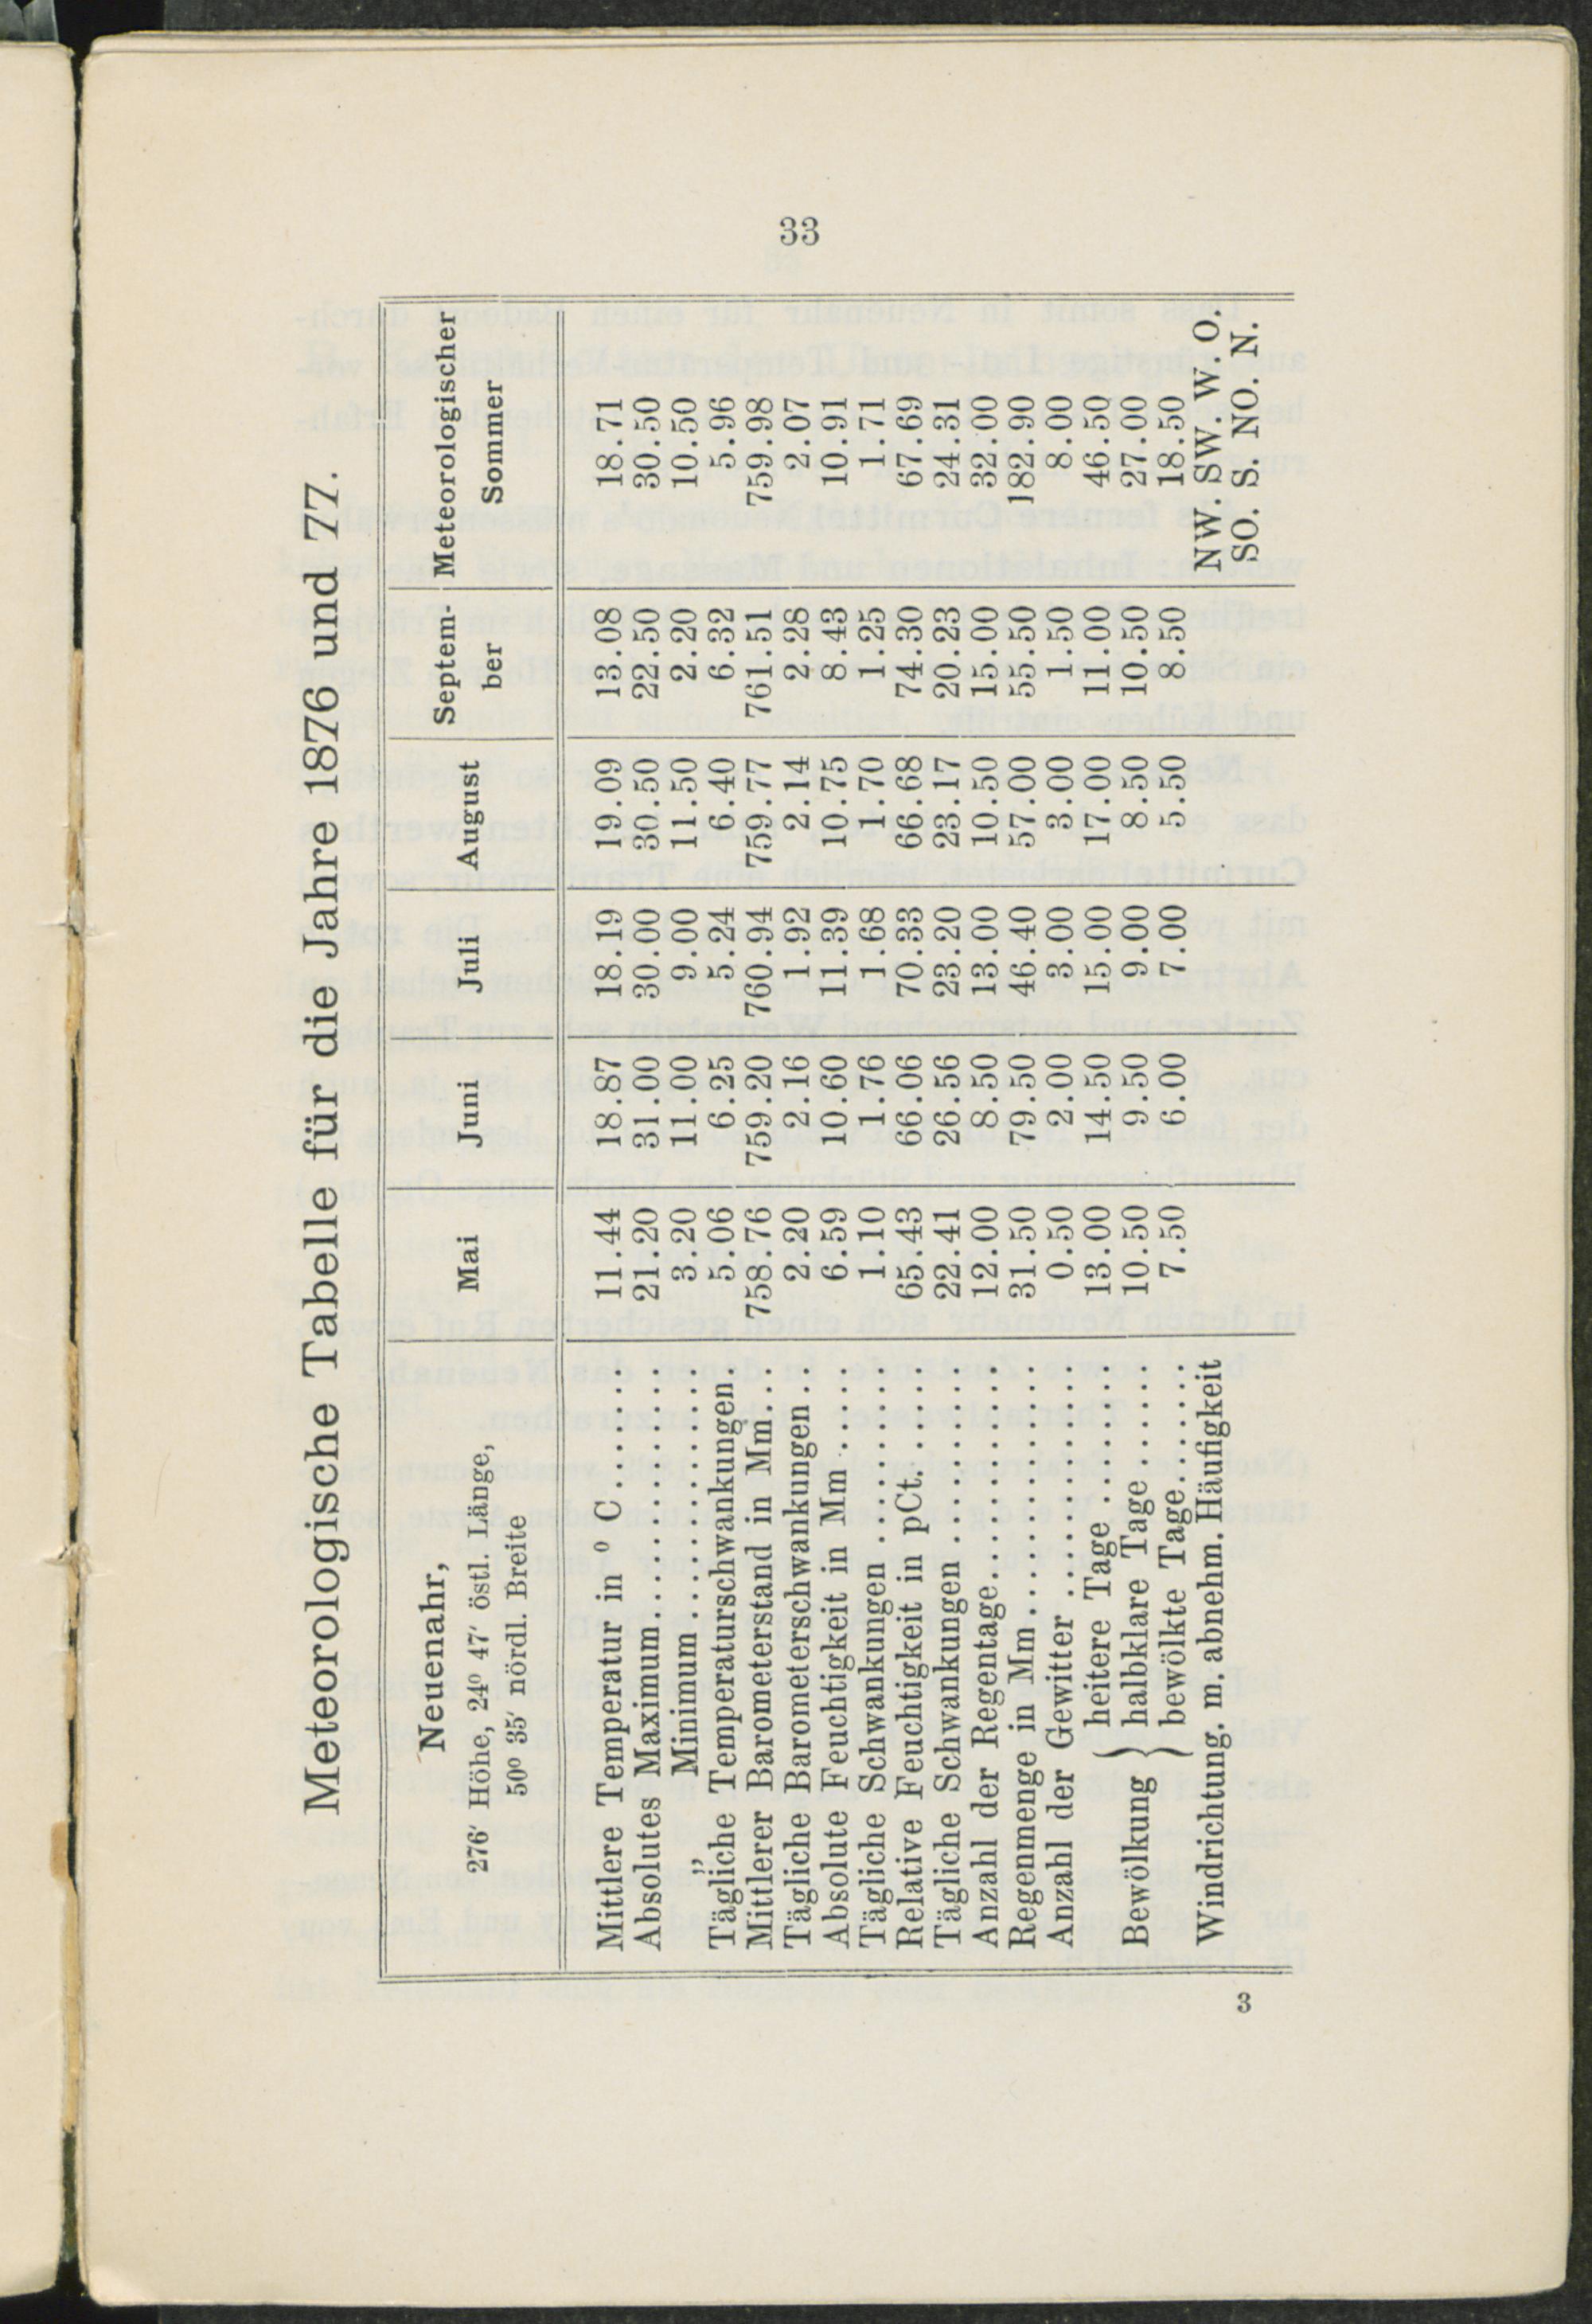 33
Meteorologische Tabelle für die Jahre 1876 und 77.
Neuenahr, 276′ Höhe, 24⁰ 47′ östl. Länge, 50⁰ 35′ nördl. Breite | Mai | Juni | Juli | August | Septem-ber | Meteorologischer Sommer
Mittlere Temperatur in ⁰ C....... 11.44 18.87 18.19 19.09 13.08 18.71
Absolutes Maximum............. 21.20 31.00 30.00 30.50 22.50 30.50
„ Minimum............. 3.20 11.00 9.00 11.50 2.20 10.50
Tägliche Temperaturschwankungen. 5.06 6.25 5.24 6.40 6.32 5.96
Mittlerer Barometerstand in Mm... 758.76 759.20 760.94 759.77 761.51 759.98
Tägliche Barometerschwankungen .. 2.20 2.16 1.92 2.14 2.28 2.07
Absolute Feuchtigkeit in Mm ..... 6.59 10.60 11.39 10.75 8.43 10.91
Tägliche Schwankungen ........... 1.10 1.76 1.68 1.70 1.25 1.71
Relative Feuchtigkeit in pCt. ..... 65.43 66.06 70.33 66.68 74.30 67.69
Tägliche Schwankungen ........... 22.41 26.56 23.20 23.17 20.23 24.31
Anzahl der Regentage............ 12.00 8.50 13.00 10.50 15.00 32.00
Regenmenge in Mm ............. 31.50 79.50 46.40 57.00 55.50 182.90
Anzahl der Gewitter ............. 0.50 2.00 3.00 3.00 1.50 8.00
heitere Tage ........ 13.00 14.50 15.00 17.00 11.00 46.50
Bewölkung } halbklare Tage ...... 10.50 9.50 9.00 8.50 10.50 27.00
bewölkte Tage...... 7.50 6.00 7.00 5.50 8.50 18.50
Windrichtung. m. abnehm. Häufigkeit NW. SW. W. O.
SO. S. NO. N.
3